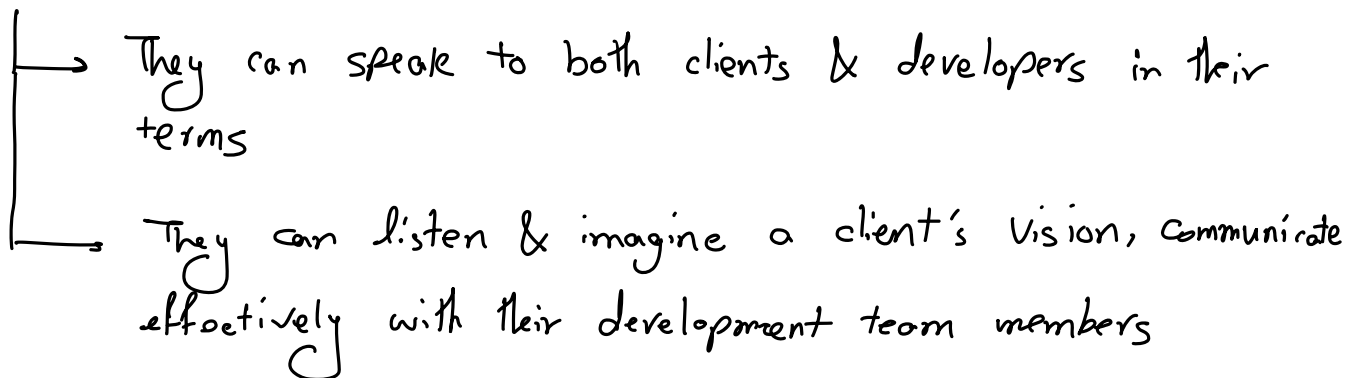 They can speak to both clients & developers in their
terms
They can listen & imagine a client's vision, communicate
effectively with their development team members